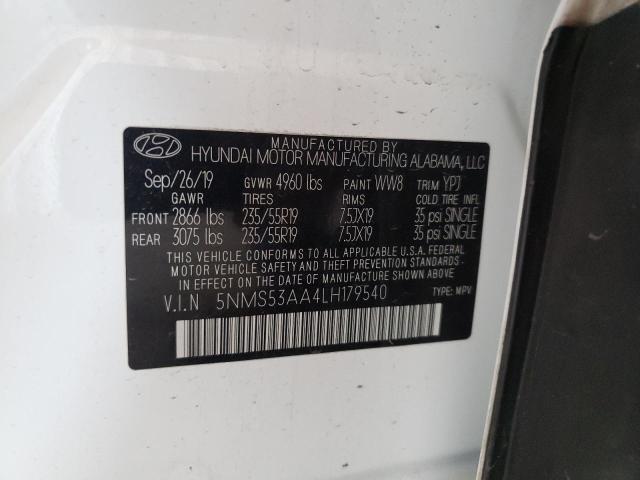 MANUFACTURED BY
HYUNDAI MOTOR MANUFACTURING ALABAMA, LLC
Sep/26/19 GVWR 4960 lbs PAINT WW8 TRIM YPJ
GAWR TIRES RIMS COLD TIRE INFL
FRONT 2866 lbs 235/55R19 7.5JX19 35 psi SINGLE
REAR 3075 lbs 235/55R19 7.5JX19 35 psi SINGLE
THIS VEHICLE CONFORMS TO ALL APPLICABLE U.S.A. FEDERAL
MOTOR VEHICLE SAFETY AND THEFT PREVENTION STANDARDS
IN EFFECT ON THE DATE OF MANUFACTURE SHOWN ABOVE.
V.I.N 5NMS53AA4LH179540 TYPE: MPV